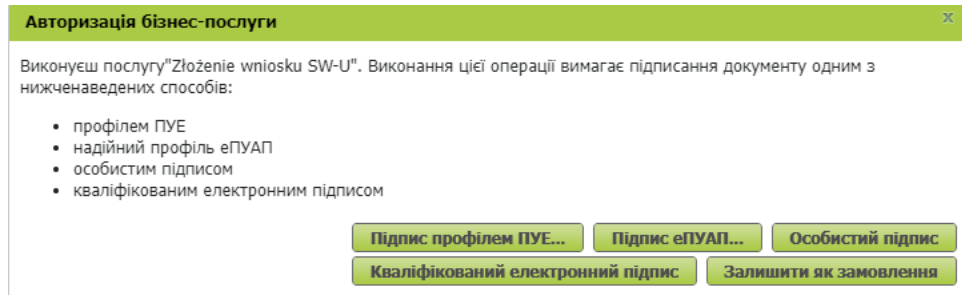 Авторизація бізнес-послуги
x
Виконуєш послугу"Złożenie wniosku SW-U". Виконання цієї операції вимагає підписання документу одним з
нижченаведених способів:
• профілем ПУЕ
• надійний профіль еПУАП
• особистим підписом
• кваліфікованим електронним підписом
Підпис профілем ПУЕ... Підпис еПУАП... Особистий підпис
Кваліфікований електронний підпис Залишити як замовлення